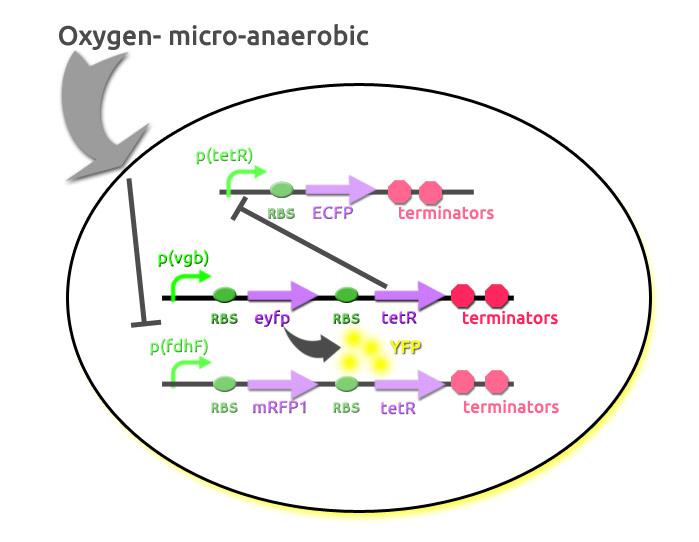 Oxygen- micro-anaerobic
p(tetR)
RBS ECFP terminators
p(vgb)
RBS eyfp RBS tetR terminators
p(fdhF) YFP
RBS mRFP1 RBS tetR terminators